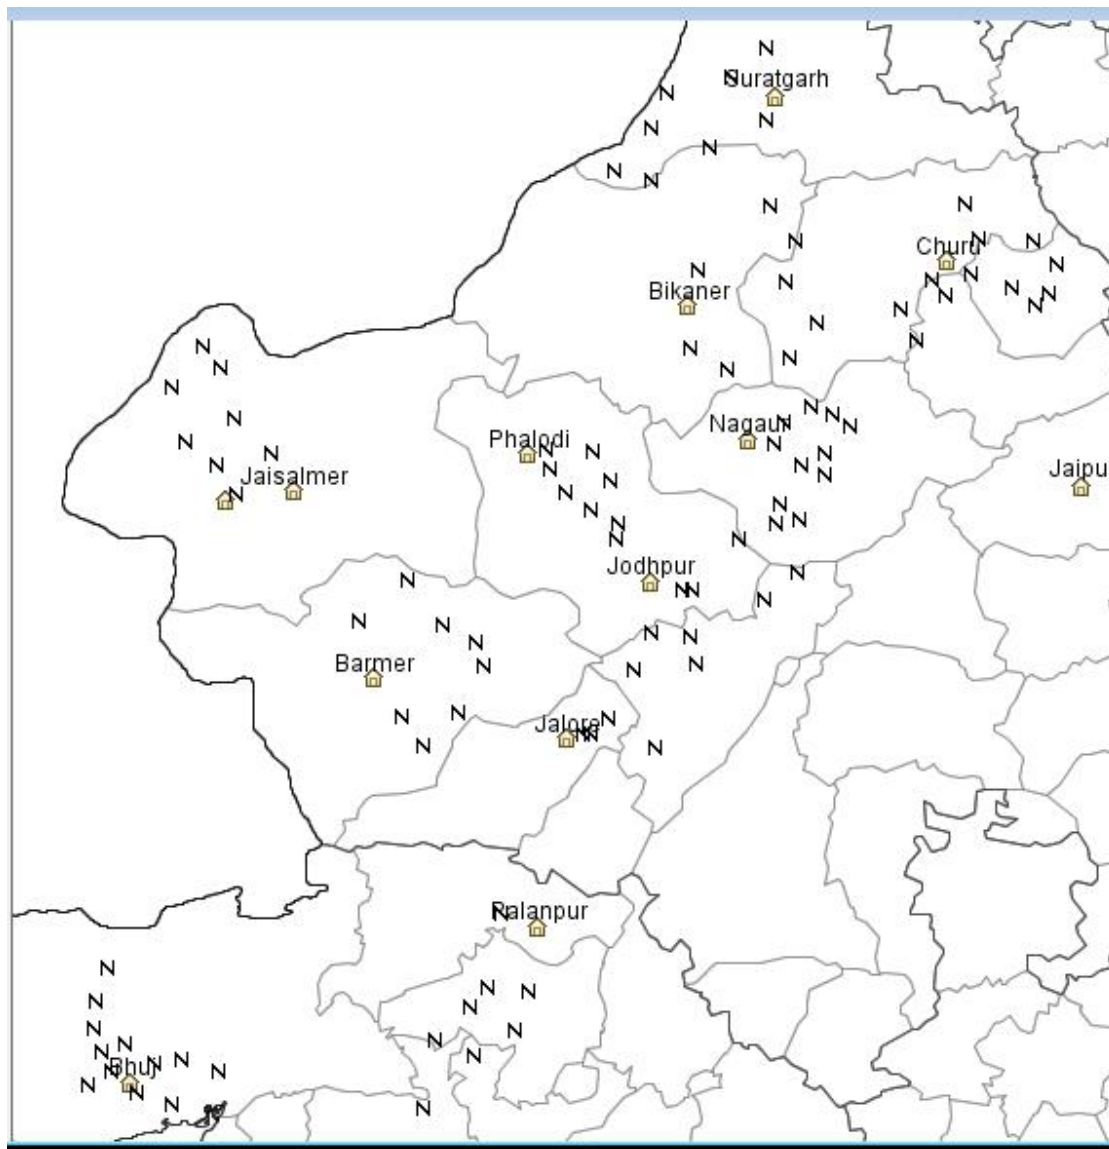 Suratgarh
Churu
Bikaner
Nagaur
Phalodi
Jaisalmer
Jaipu
Jodhpur
Barmer
Jalore
Palanpur
Bhuj